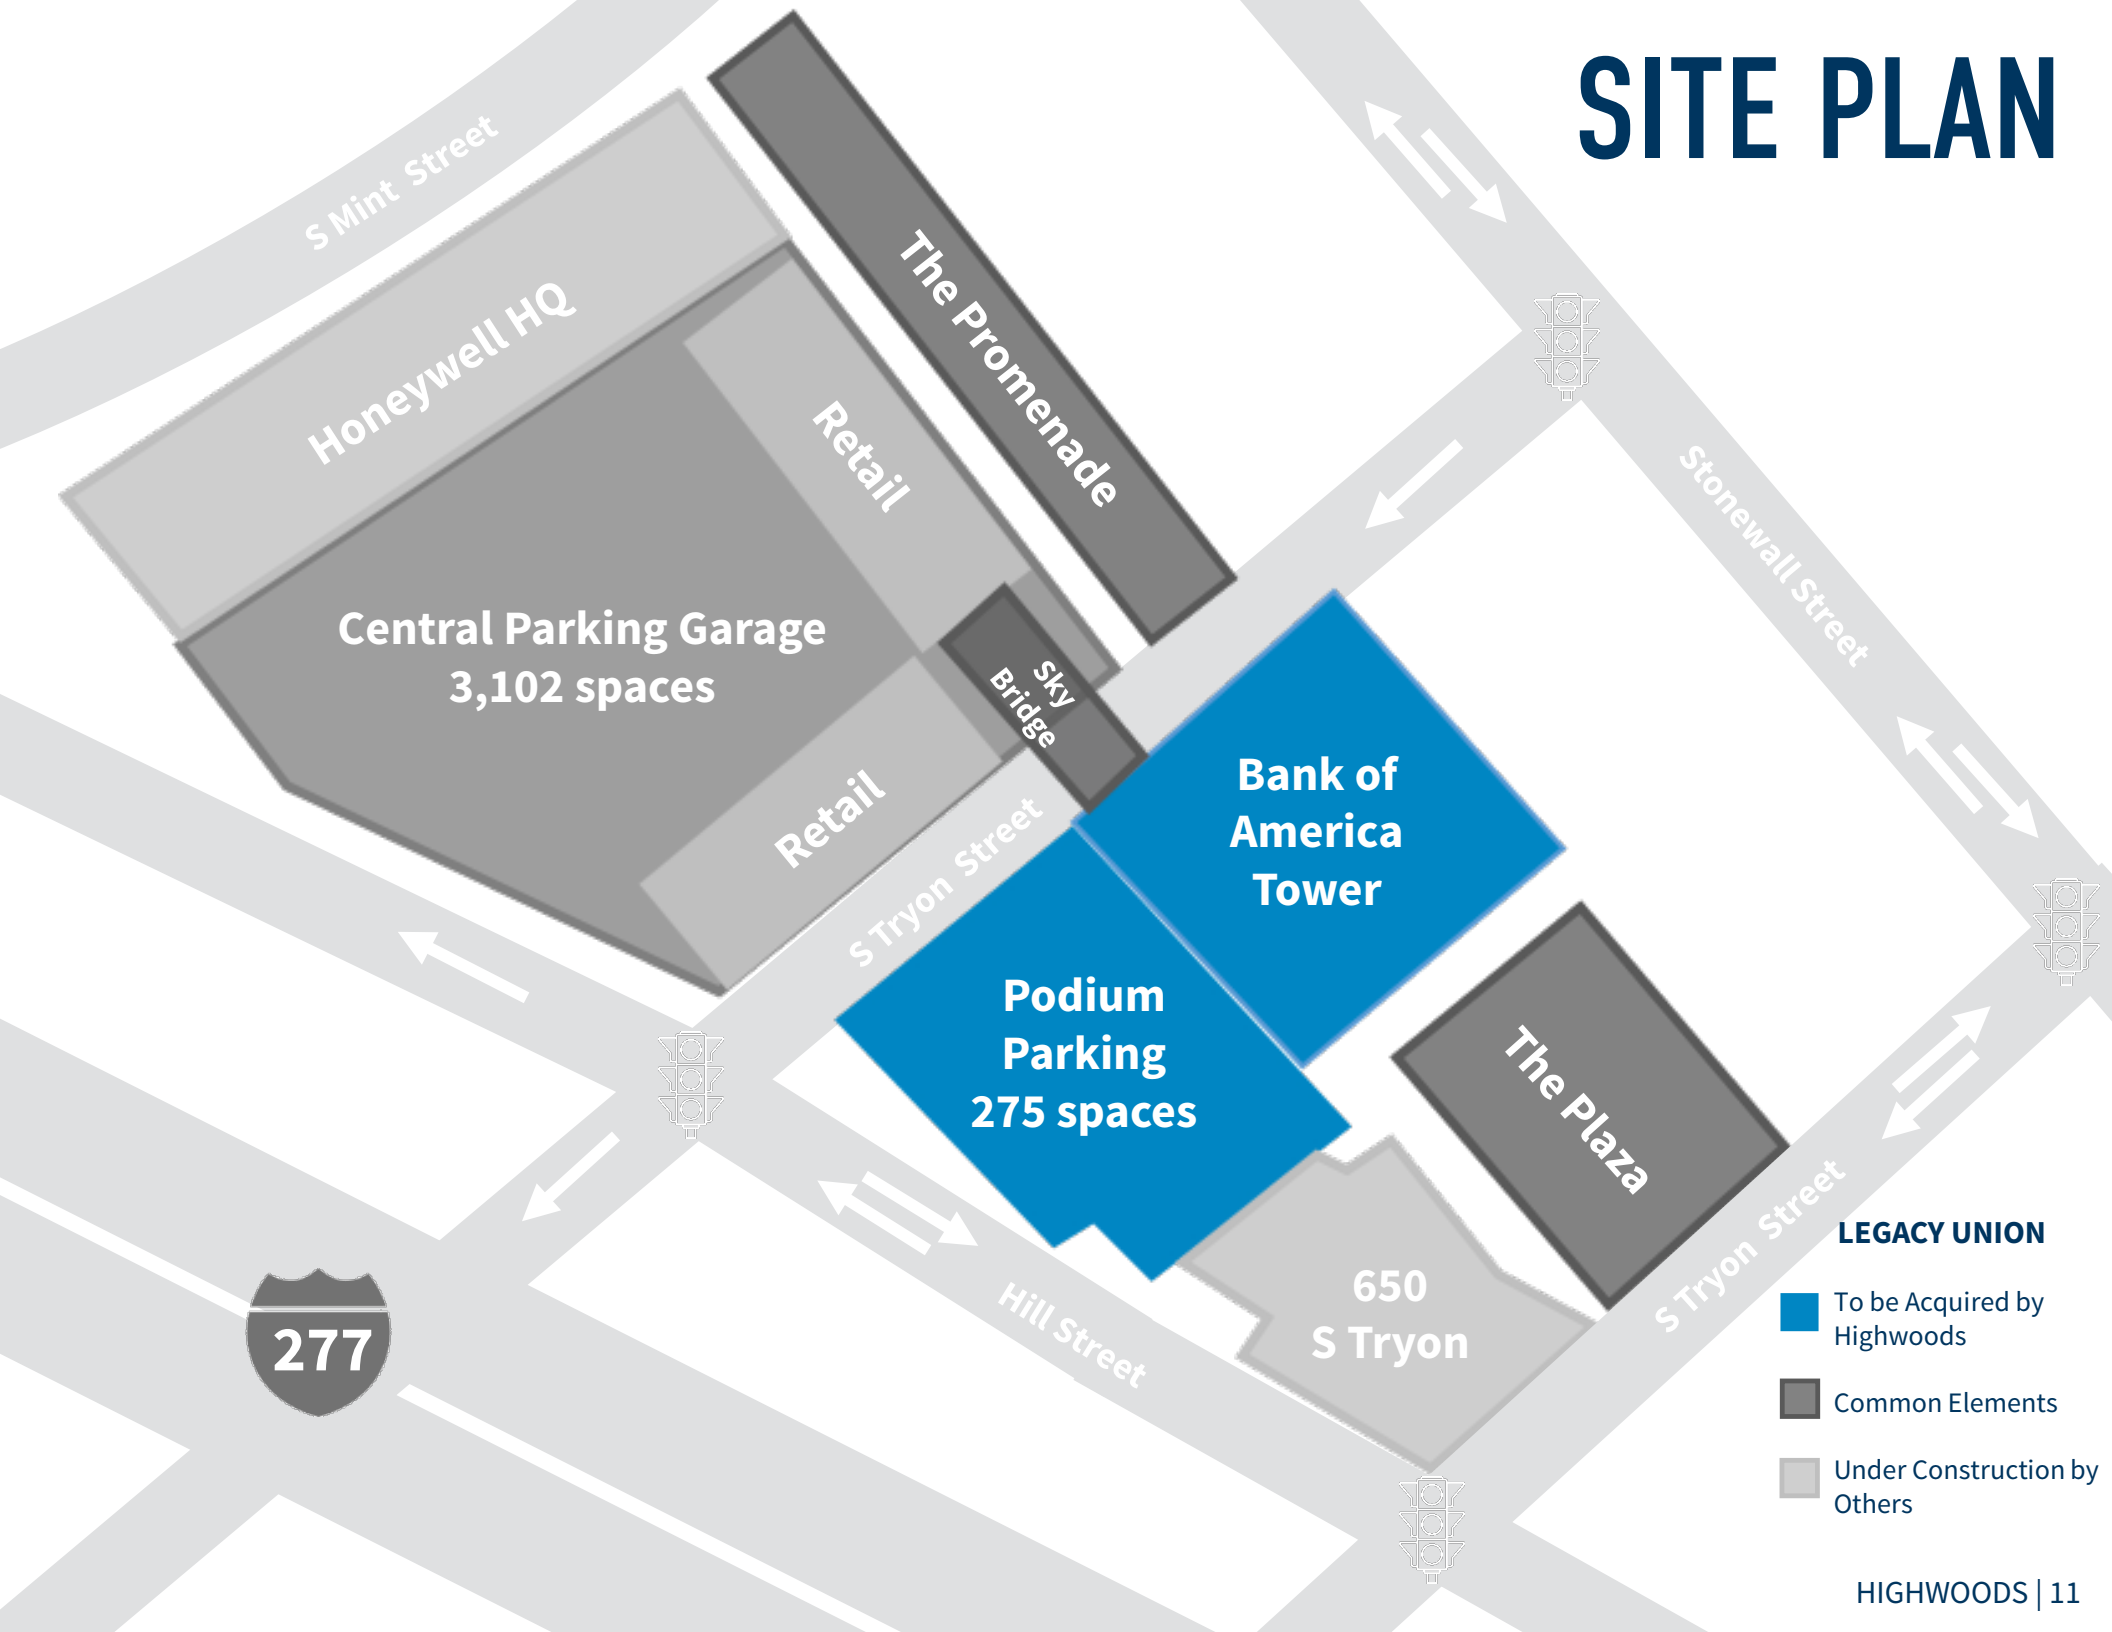 SITE PLAN
S Mint Street
Honeywell HQ
The Promenade
Retail
Stonewall Street
Central Parking Garage
3,102 spaces
Sky
Bridge
Bank of
America
Tower
Retail
S Tryon Street
Podium
Parking
275 spaces
The Plaza
S Tryon Street
650
S Tryon
Hill Street
277
LEGACY UNION
To be Acquired by
Highwoods
Common Elements
Under Construction by
Others
HIGHWOODS | 11